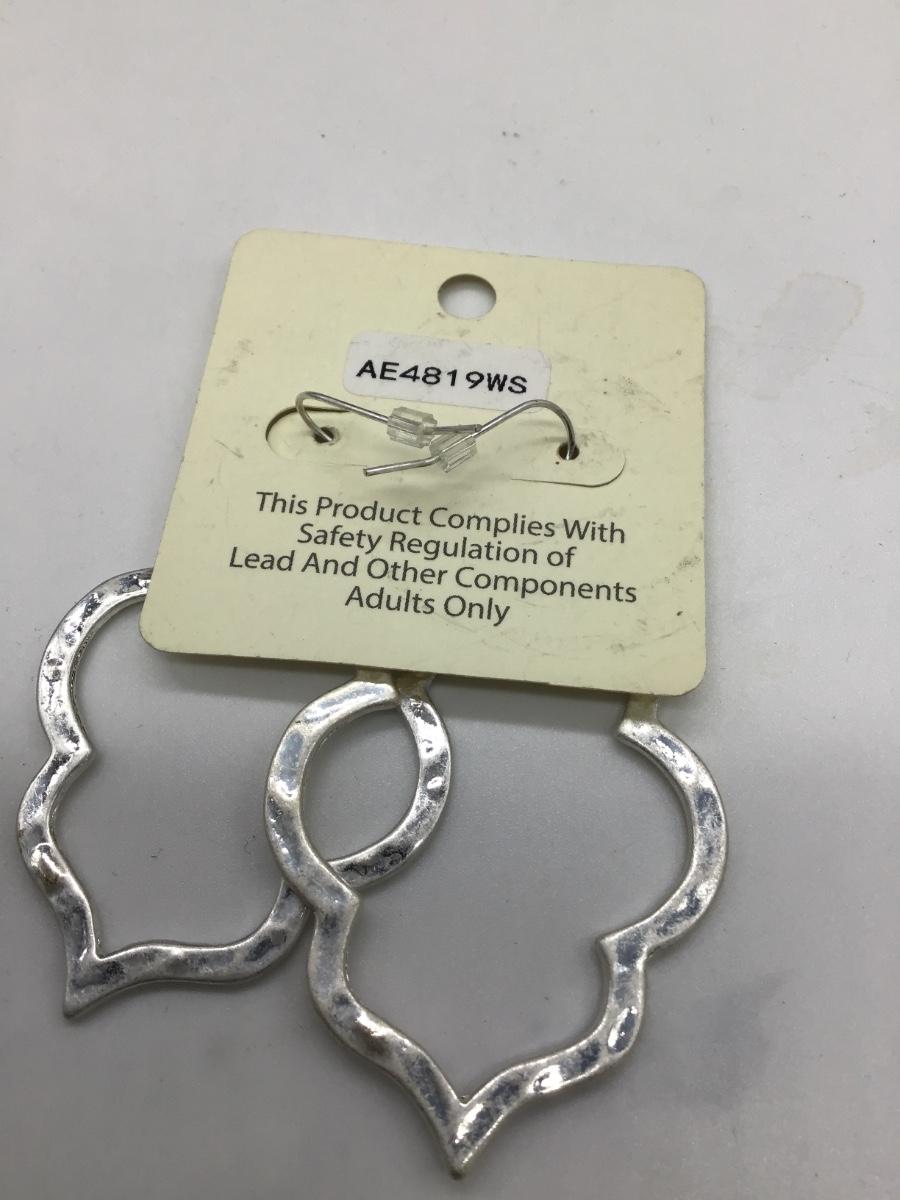 AE4819WS
This Product Complies With
Safety Regulation of
Lead And Other Components
Adults Only